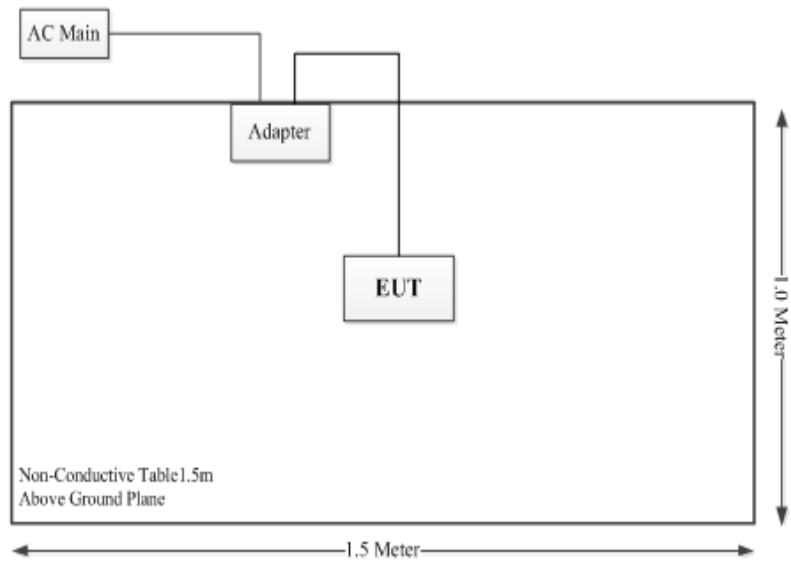 AC Main
Adapter
EUT
1.0 Meter
Non-Conductive Table1.5m
Above Ground Plane
1.5 Meter